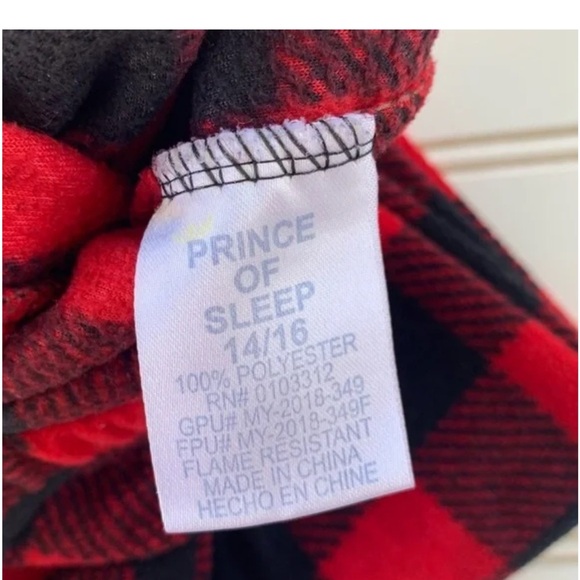 PRINCE
OF
SLEEP
14/16
100% POLYESTER
RN# 0103312
GPU# MY-2018-349
FPU# MY-2018-349F
FLAME RESISTANT
MADE IN CHINA
HECHO EN CHINE